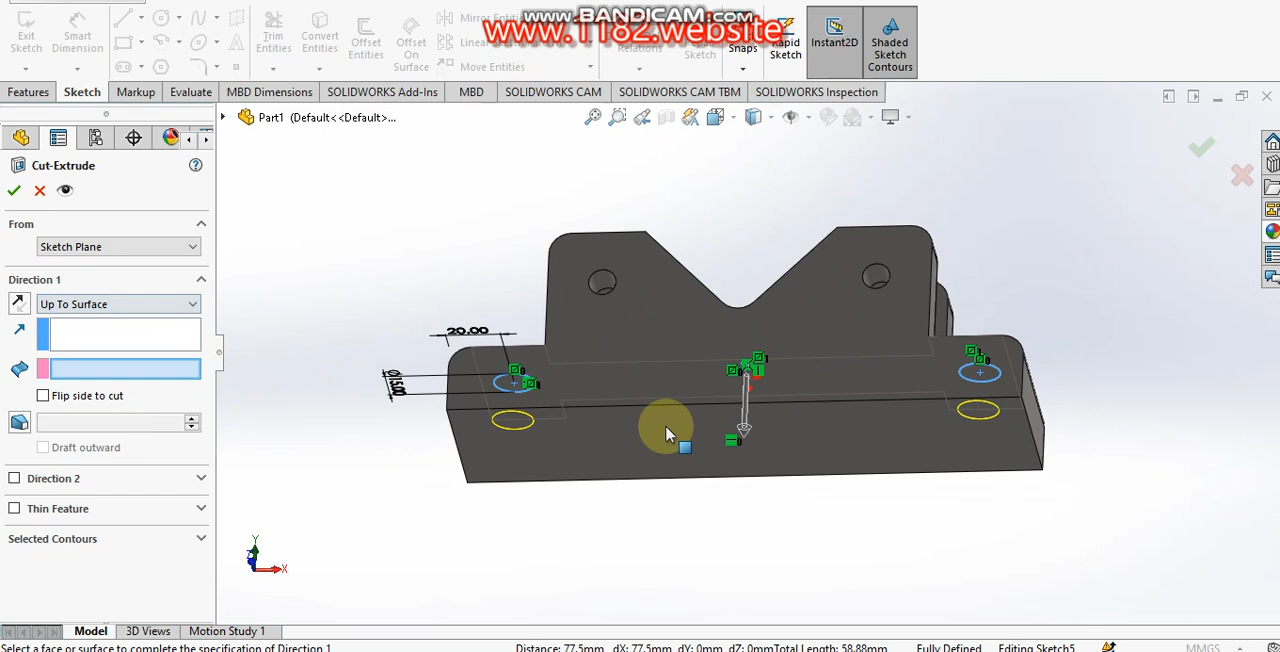 www.BANDICAM.com
www.1182.website
Exit Sketch
Smart Dimension
Trim Entities
Convert Entities
Offset Entities
Offset On Surface
Mirror Entities
Linear Sketch
Move Entities
Relations
Repair Sketch
Snaps
Rapid Sketch
Instant2D
Shaded Sketch Contours
Features
Sketch
Markup
Evaluate
MBD Dimensions
SOLIDWORKS Add-Ins
MBD
SOLIDWORKS CAM
SOLIDWORKS CAM TBM
SOLIDWORKS Inspection
Part1 (Default<<Default>...
Cut-Extrude
From
Sketch Plane
Direction 1
Up To Surface
Flip side to cut
Draft outward
Direction 2
Thin Feature
Selected Contours
20.00
Ø15.00
Y
Z
X
Model
3D Views
Motion Study 1
Select a face or surface to complete the specification of Direction 1
Distance: 77.5mm dX: 77.5mm dY: 0mm dZ: 0mmTotal Length: 58.88mm
Fully Defined
Editing Sketch5
MMGS